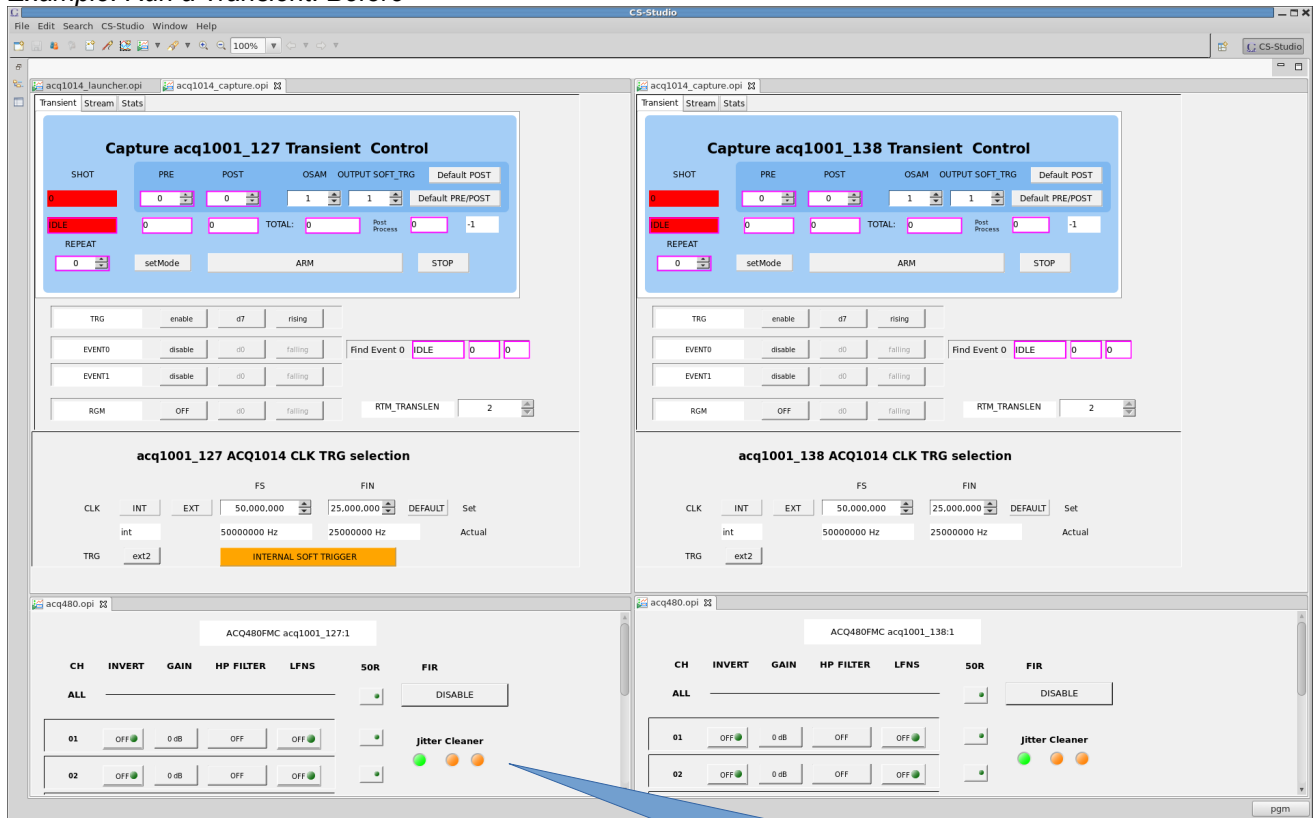 Example: Run a Transient: Before
CS-Studio
File Edit Search CS-Studio Window Help
100%
CS-Studio
acq1014_launcher.opi
acq1014_capture.opi
Transient Stream Stats
Capture acq1001_127 Transient Control
SHOT PRE POST OSAM OUTPUT SOFT_TRG Default POST
0 0 0 1 1 Default PRE/POST
IDLE 0 0 TOTAL: 0 Post Process 0 -1
REPEAT
0 setMode ARM STOP
TRG enable d7 rising
EVENT0 disable d0 falling Find Event 0 IDLE 0 0
EVENT1 disable d0 falling
RGM OFF d0 falling RTM_TRANSLEN 2
acq1001_127 ACQ1014 CLK TRG selection
FS FIN
CLK INT EXT 50,000,000 25,000,000 DEFAULT Set
int 50000000 Hz 25000000 Hz Actual
TRG ext2 INTERNAL SOFT TRIGGER
acq1014_capture.opi
Transient Stream Stats
Capture acq1001_138 Transient Control
SHOT PRE POST OSAM OUTPUT SOFT_TRG Default POST
0 0 0 1 1 Default PRE/POST
IDLE 0 0 TOTAL: 0 Post Process 0 -1
REPEAT
0 setMode ARM STOP
TRG enable d7 rising
EVENT0 disable d0 falling Find Event 0 IDLE 0 0
EVENT1 disable d0 falling
RGM OFF d0 falling RTM_TRANSLEN 2
acq1001_138 ACQ1014 CLK TRG selection
FS FIN
CLK INT EXT 50,000,000 25,000,000 DEFAULT Set
int 50000000 Hz 25000000 Hz Actual
TRG ext2
acq480.opi
ACQ480FMC acq1001_127:1
CH INVERT GAIN HP FILTER LFNS 50R FIR
ALL DISABLE
01 OFF 0 dB OFF OFF Jitter Cleaner
02 OFF 0 dB OFF OFF
acq480.opi
ACQ480FMC acq1001_138:1
CH INVERT GAIN HP FILTER LFNS 50R FIR
ALL DISABLE
01 OFF 0 dB OFF OFF Jitter Cleaner
02 OFF 0 dB OFF OFF
pgm